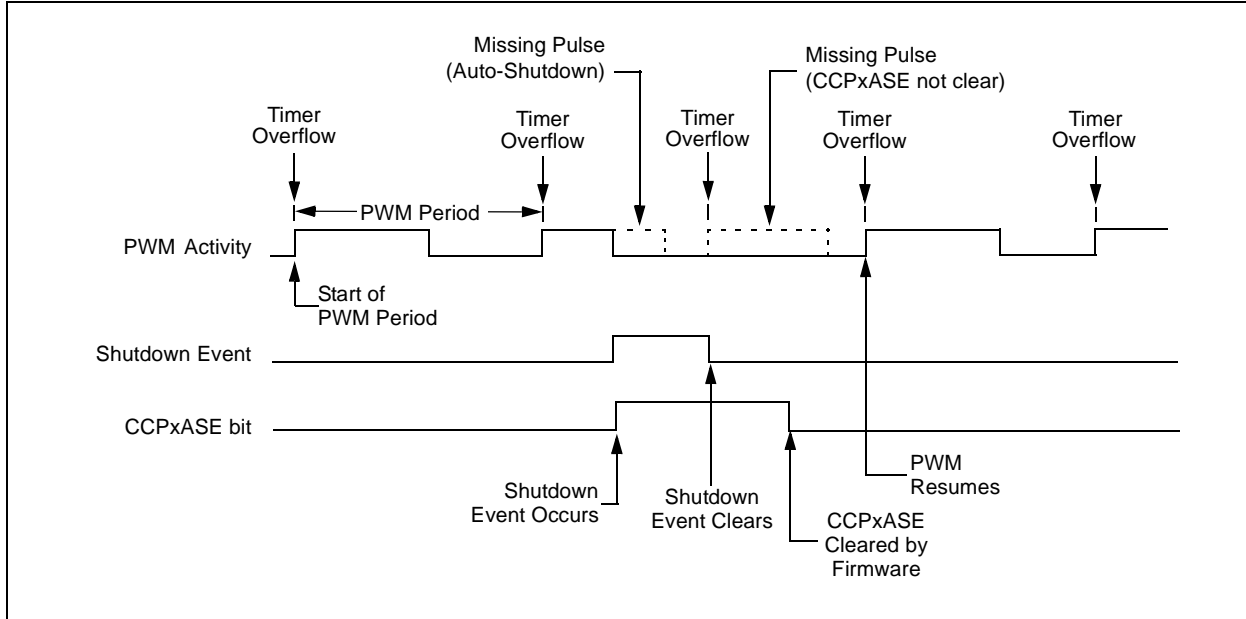 Missing Pulse
(Auto-Shutdown)
Missing Pulse
(CCPxASE not clear)
Timer
Overflow
Timer
Overflow
Timer
Overflow
Timer
Overflow
Timer
Overflow
PWM Period
PWM Activity
Start of
PWM Period
Shutdown Event
CCPxASE bit
Shutdown
Event Occurs
Shutdown
Event Clears
PWM
Resumes
CCPxASE
Cleared by
Firmware